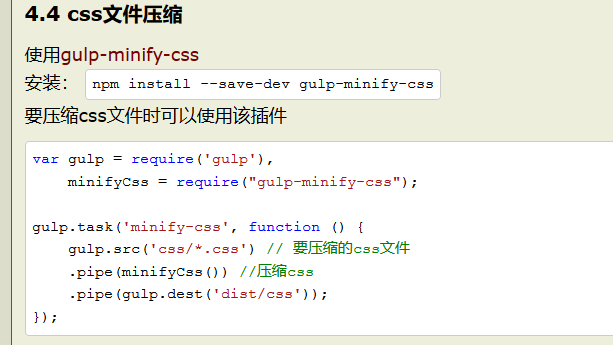 4.4 css文件压缩
使用gulp-minify-css
安装： npm install --save-dev gulp-minify-css
要压缩css文件时可以使用该插件
var gulp = require('gulp'),
    minifyCss = require("gulp-minify-css");

gulp.task('minify-css', function () {
    gulp.src('css/*.css') // 要压缩的css文件
    .pipe(minifyCss()) //压缩css
    .pipe(gulp.dest('dist/css'));
});